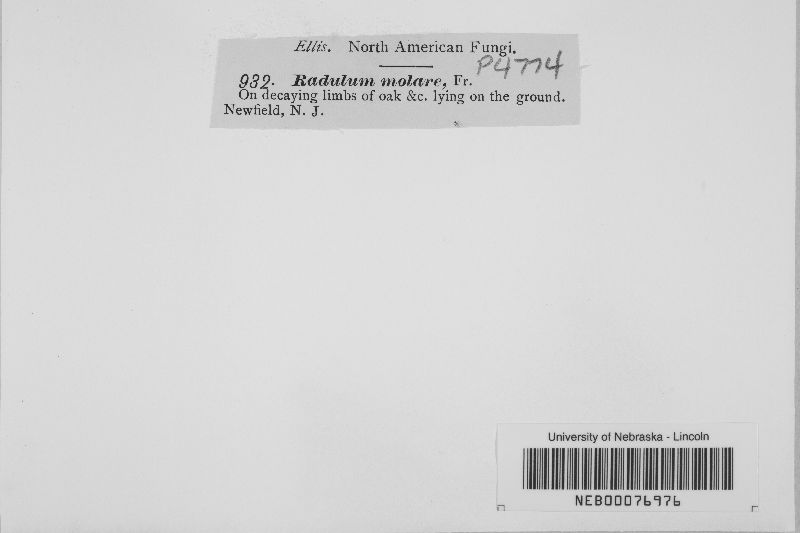 Ellis. North American Fungi.
P4774
932. Radulum molare, Fr.
On decaying limbs of oak &c. lying on the ground.
Newfield, N. J.
University of Nebraska - Lincoln
NEB00076976